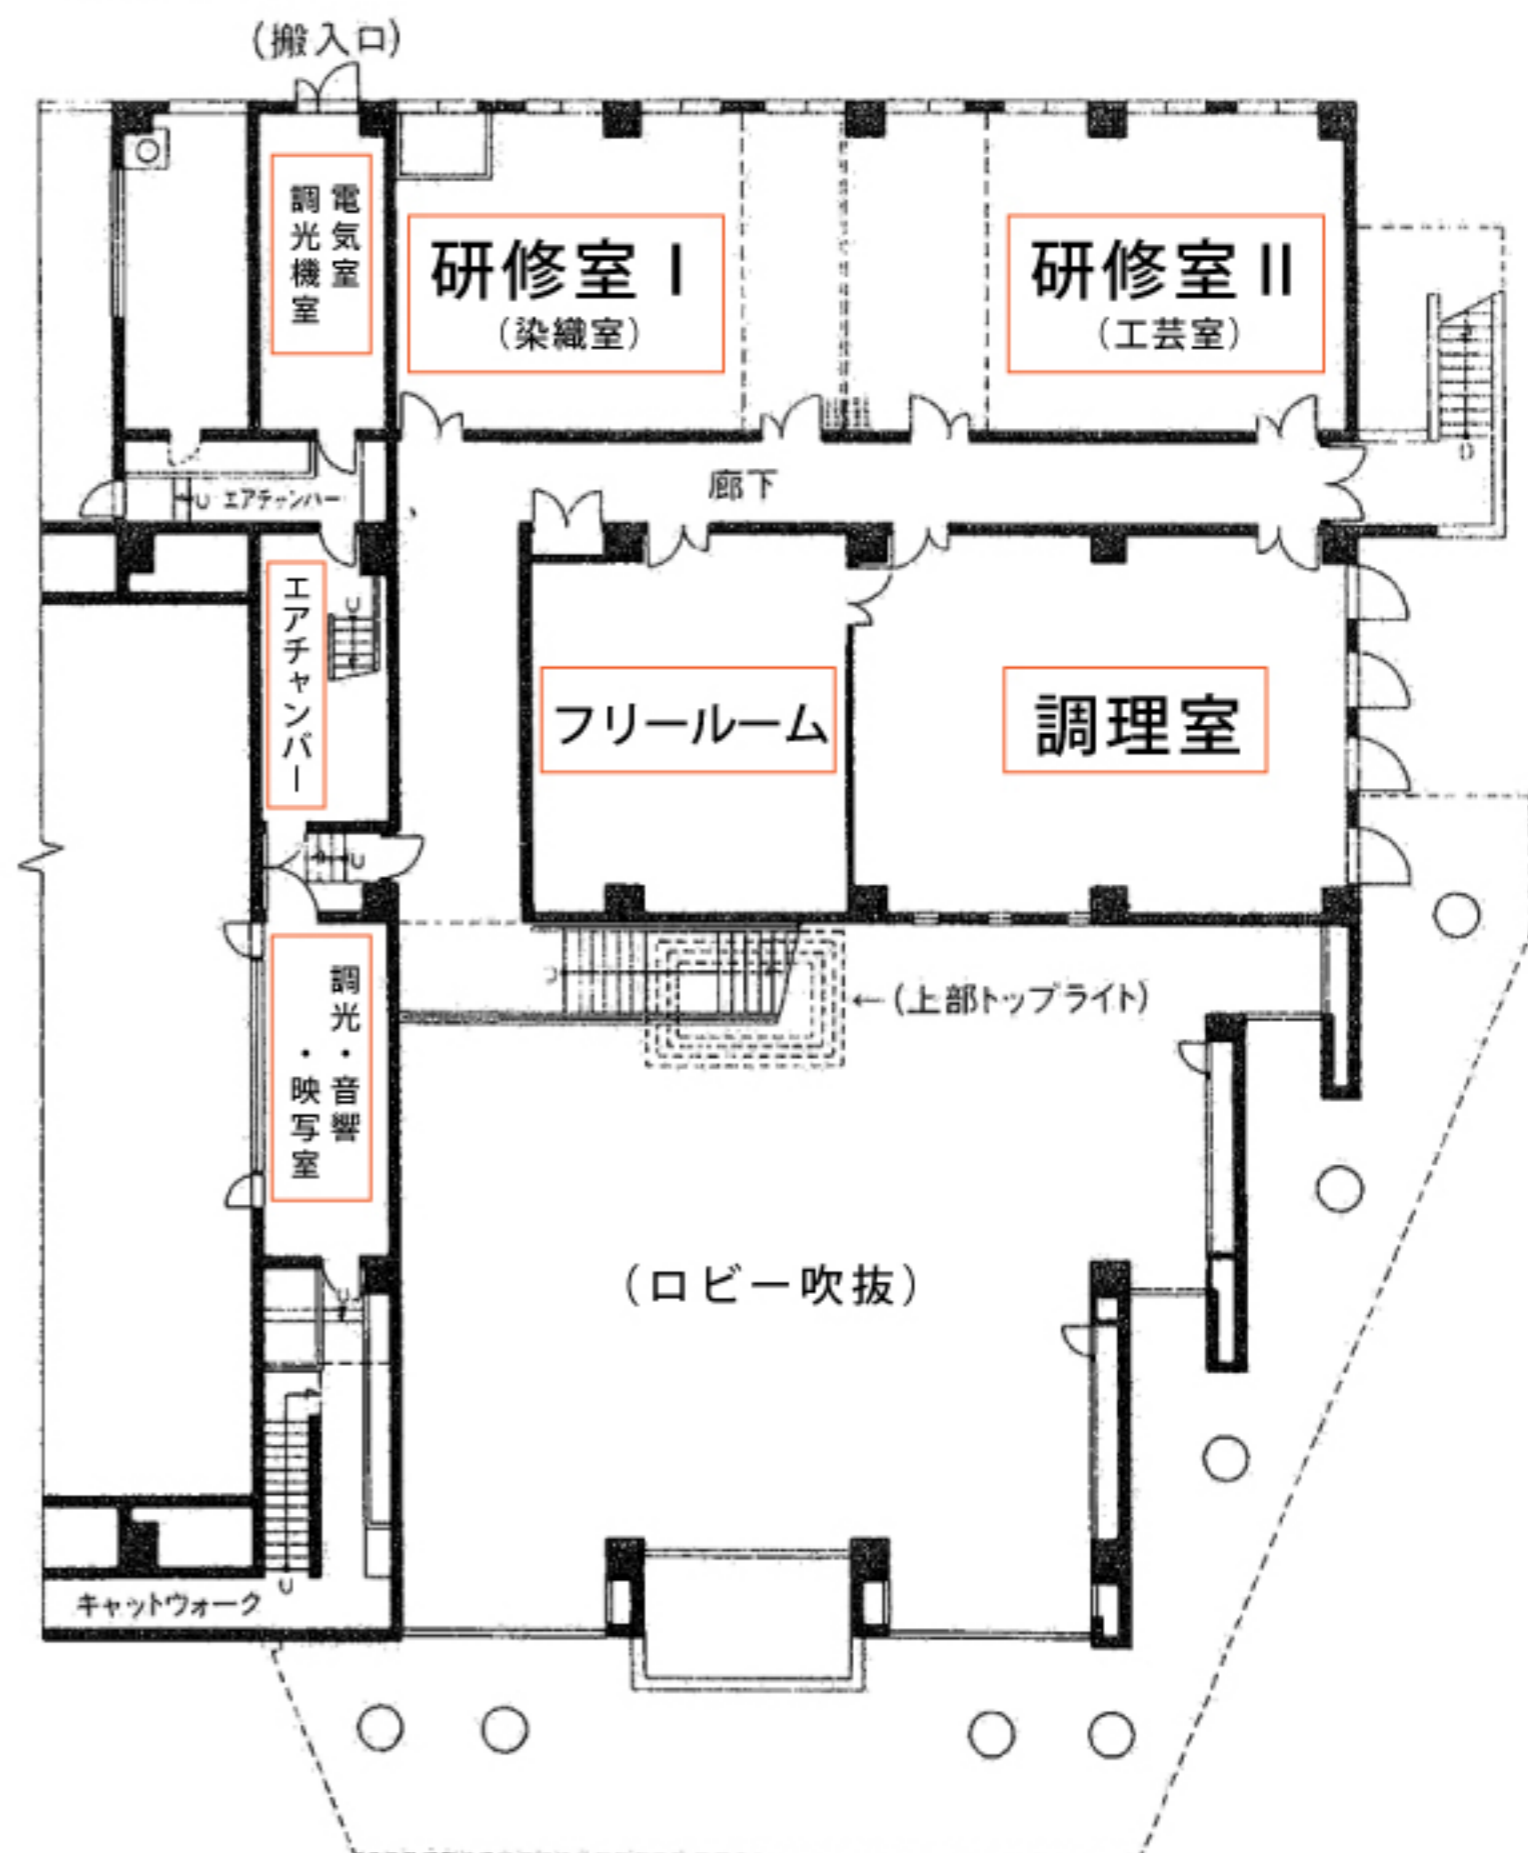 (搬入口)
電気室
調光機室
研修室Ⅰ
(染織室)
研修室Ⅱ
(工芸室)
廊下
エアチャンバー
エアチャンバー
フリールーム
調理室
調光・音響
・映写室
←(上部トップライト)
(ロビー吹抜)
キャットウォーク